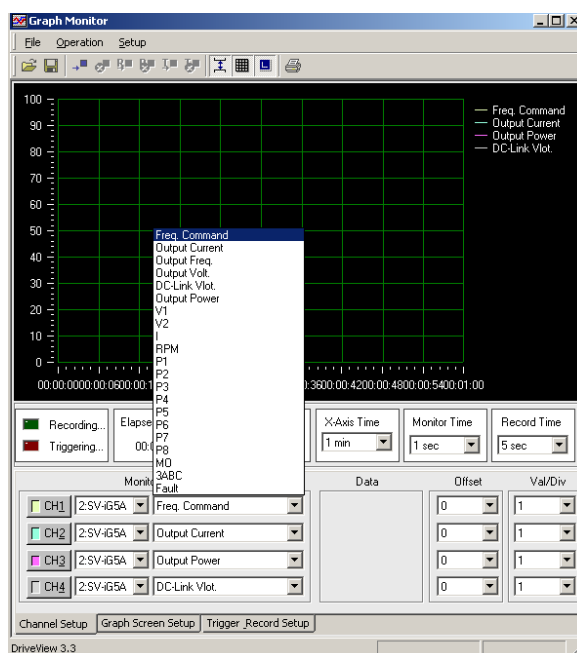 Graph Monitor
File Operation Setup
100
90
80
70
60
50
40
30
20
10
0
Freq. Command
Output Current
Output Power
DC-Link Vlot.
Freq. Command
Output Current
Output Freq.
Output Volt.
DC-Link Vlot.
Output Power
V1
V2
I
RPM
P1
P2
P3
P4
P5
P6
P7
P8
MO
3ABC
Fault
00:00:0000:00:0600:00:1 :3600:00:4200:00:4800:00:5400:01:00
Recording...
Triggering...
Elapse
00:0
X-Axis Time
1 min
Monitor Time
1 sec
Record Time
5 sec
Monito Data Offset Val/Div
CH1 2:SV-iG5A Freq. Command 0 1
CH2 2:SV-iG5A Output Current 0 1
CH3 2:SV-iG5A Output Power 0 1
CH4 2:SV-iG5A DC-Link Vlot. 0 1
Channel Setup Graph Screen Setup Trigger_Record Setup
DriveView 3.3